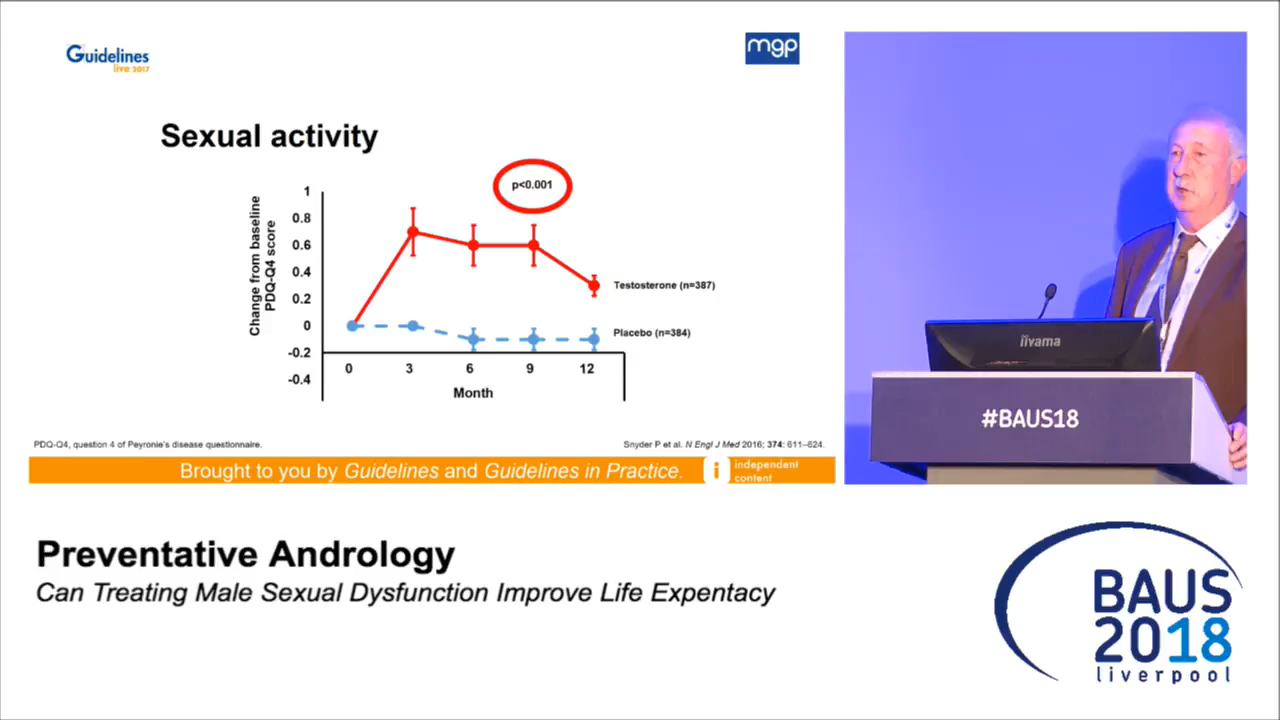 Guidelines
live 2017
mgp
Sexual activity
p<0.001
Change from baseline
PDQ-Q4 score
1
0.8
0.6
0.4
0.2
0
-0.2
-0.4
Testosterone (n=387)
Placebo (n=384)
0 3 6 9 12
Month
PDQ-Q4, question 4 of Peyronie's disease questionnaire.
Snyder P et al. N Engl J Med 2016; 374: 611–624.
Brought to you by Guidelines and Guidelines in Practice.
i independent
content
iiyama
#BAUS18
Preventative Andrology
Can Treating Male Sexual Dysfunction Improve Life Expentacy
BAUS
2018
liverpool